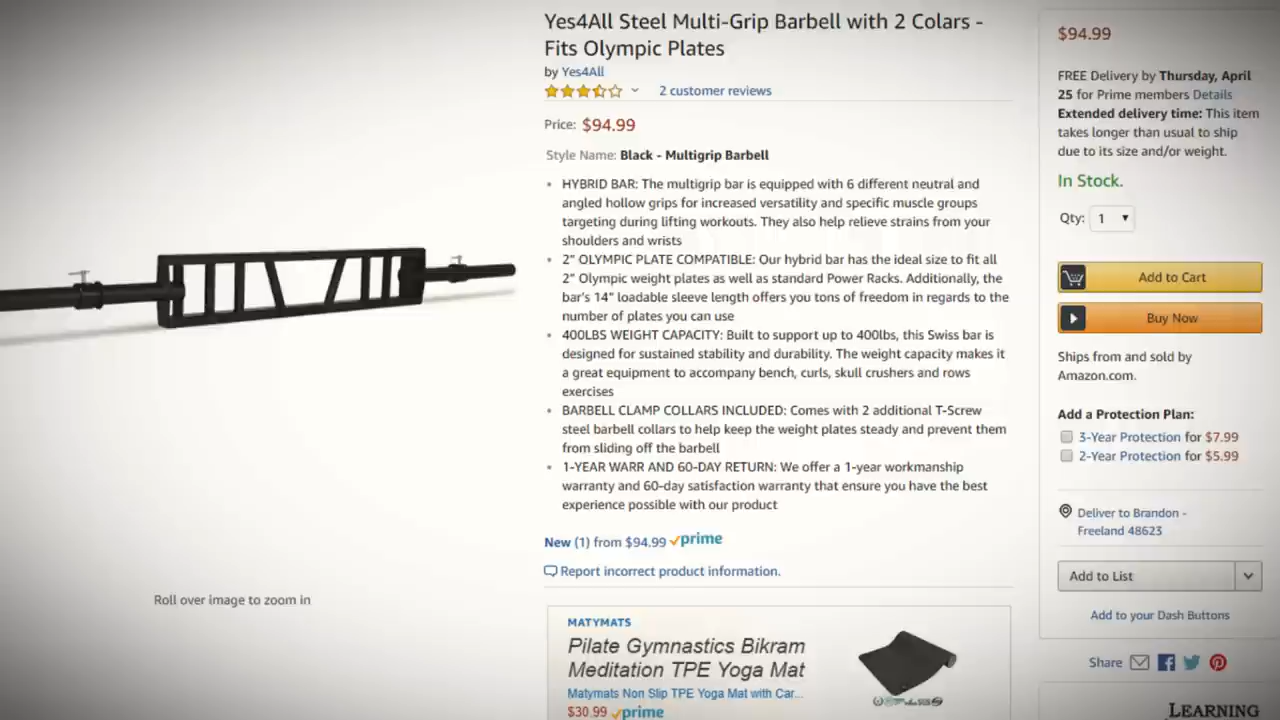 Yes4All Steel Multi-Grip Barbell with 2 Colars -
Fits Olympic Plates
by Yes4All
2 customer reviews
Price: $94.99
Style Name: Black - Multigrip Barbell
• HYBRID BAR: The multigrip bar is equipped with 6 different neutral and
angled hollow grips for increased versatility and specific muscle groups
targeting during lifting workouts. They also help relieve strains from your
shoulders and wrists
• 2" OLYMPIC PLATE COMPATIBLE: Our hybrid bar has the ideal size to fit all
2" Olympic weight plates as well as standard Power Racks. Additionally, the
bar's 14" loadable sleeve length offers you tons of freedom in regards to the
number of plates you can use
• 400LBS WEIGHT CAPACITY: Built to support up to 400lbs, this Swiss bar is
designed for sustained stability and durability. The weight capacity makes it
a great equipment to accompany bench, curls, skull crushers and rows
exercises
• BARBELL CLAMP COLLARS INCLUDED: Comes with 2 additional T-Screw
steel barbell collars to help keep the weight plates steady and prevent them
from sliding off the barbell
• 1-YEAR WARR AND 60-DAY RETURN: We offer a 1-year workmanship
warranty and 60-day satisfaction warranty that ensure you have the best
experience possible with our product
New (1) from $94.99 prime
Report incorrect product information.
Roll over image to zoom in
MATYMATS
Pilate Gymnastics Bikram
Meditation TPE Yoga Mat
Matymats Non Slip TPE Yoga Mat with Car...
$30.99 prime
$94.99
FREE Delivery by Thursday, April
25 for Prime members Details
Extended delivery time: This item
takes longer than usual to ship
due to its size and/or weight.
In Stock.
Qty: 1
Add to Cart
Buy Now
Ships from and sold by
Amazon.com.
Add a Protection Plan:
3-Year Protection for $7.99
2-Year Protection for $5.99
Deliver to Brandon -
Freeland 48623
Add to List
Add to your Dash Buttons
Share
LEARNING